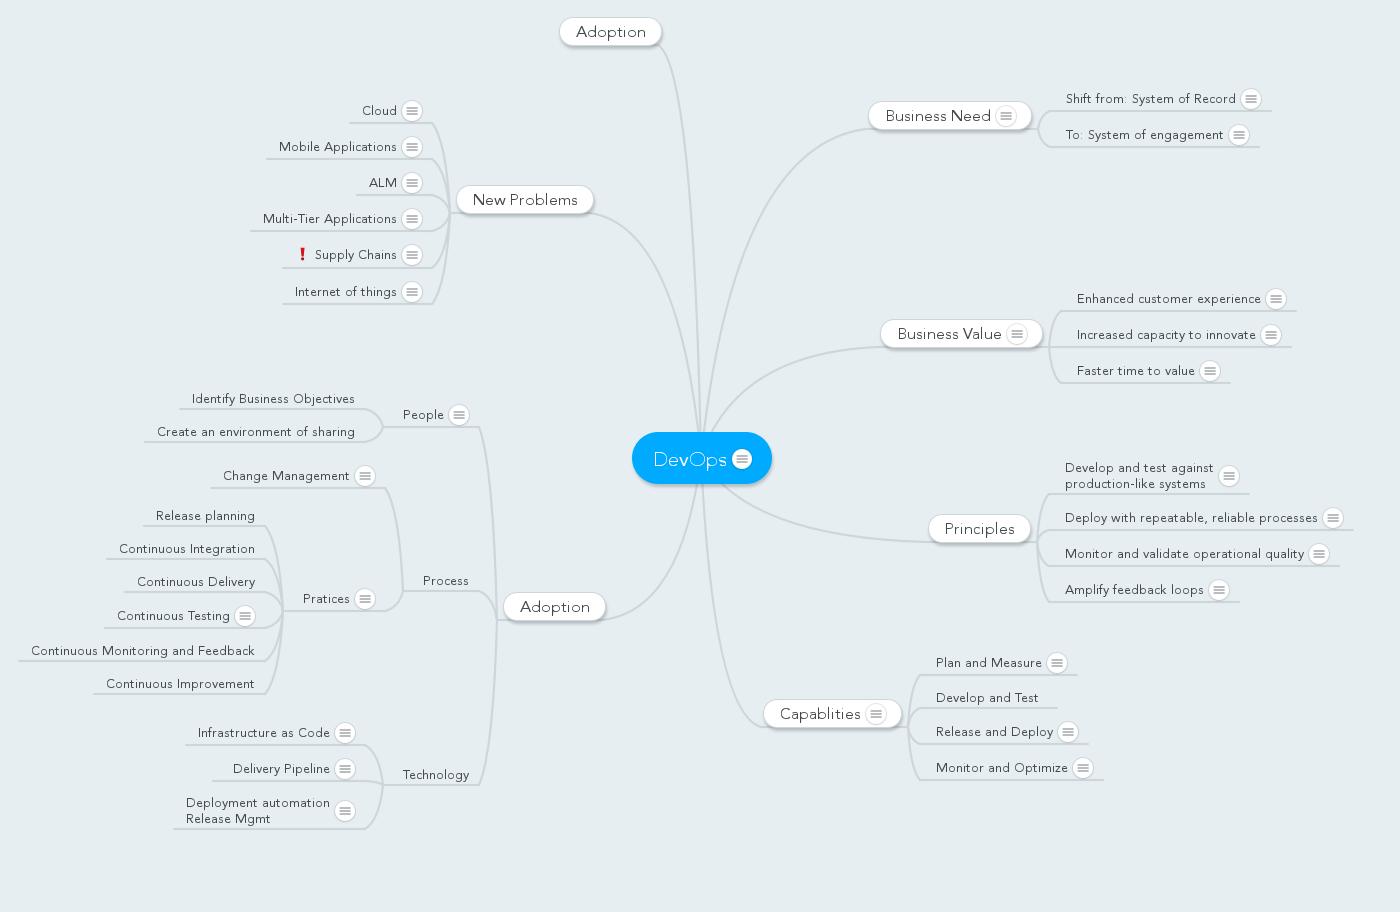 Adoption
Business Need
Shift from: System of Record
To: System of engagement
Cloud
Mobile Applications
ALM
Multi-Tier Applications
! Supply Chains
Internet of things
New Problems
Business Value
Enhanced customer experience
Increased capacity to innovate
Faster time to value
DevOps
Identify Business Objectives
Create an environment of sharing
People
Change Management
Release planning
Continuous Integration
Continuous Delivery
Continuous Testing
Continuous Monitoring and Feedback
Continuous Improvement
Pratices
Process
Adoption
Infrastructure as Code
Delivery Pipeline
Deployment automation
Release Mgmt
Technology
Principles
Develop and test against
production-like systems
Deploy with repeatable, reliable processes
Monitor and validate operational quality
Amplify feedback loops
Capablities
Plan and Measure
Develop and Test
Release and Deploy
Monitor and Optimize